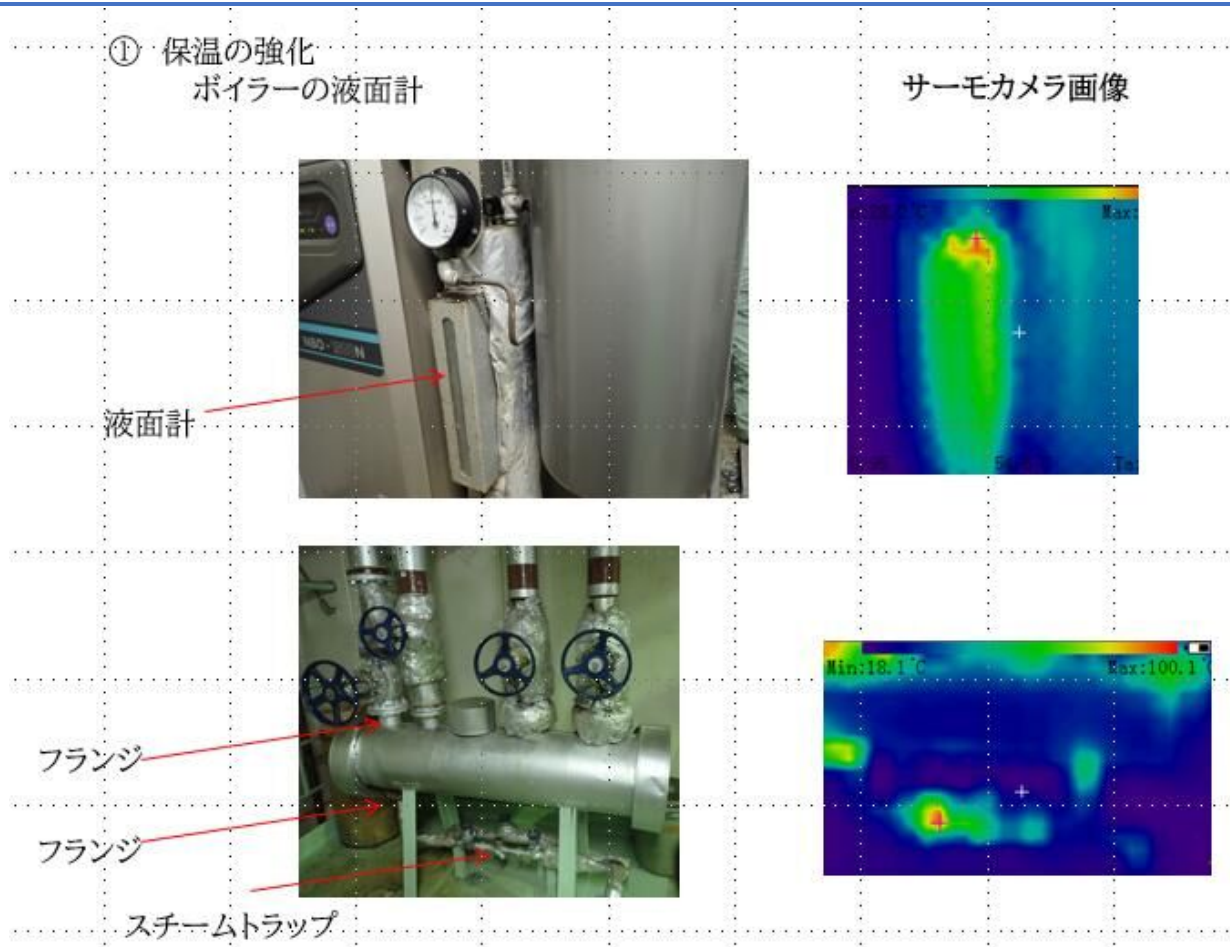 ① 保温の強化
ボイラーの液面計
サーモカメラ画像
Max:
液面計
Min:18.1℃
Max:100.1
フランジ
フランジ
スチームトラップ